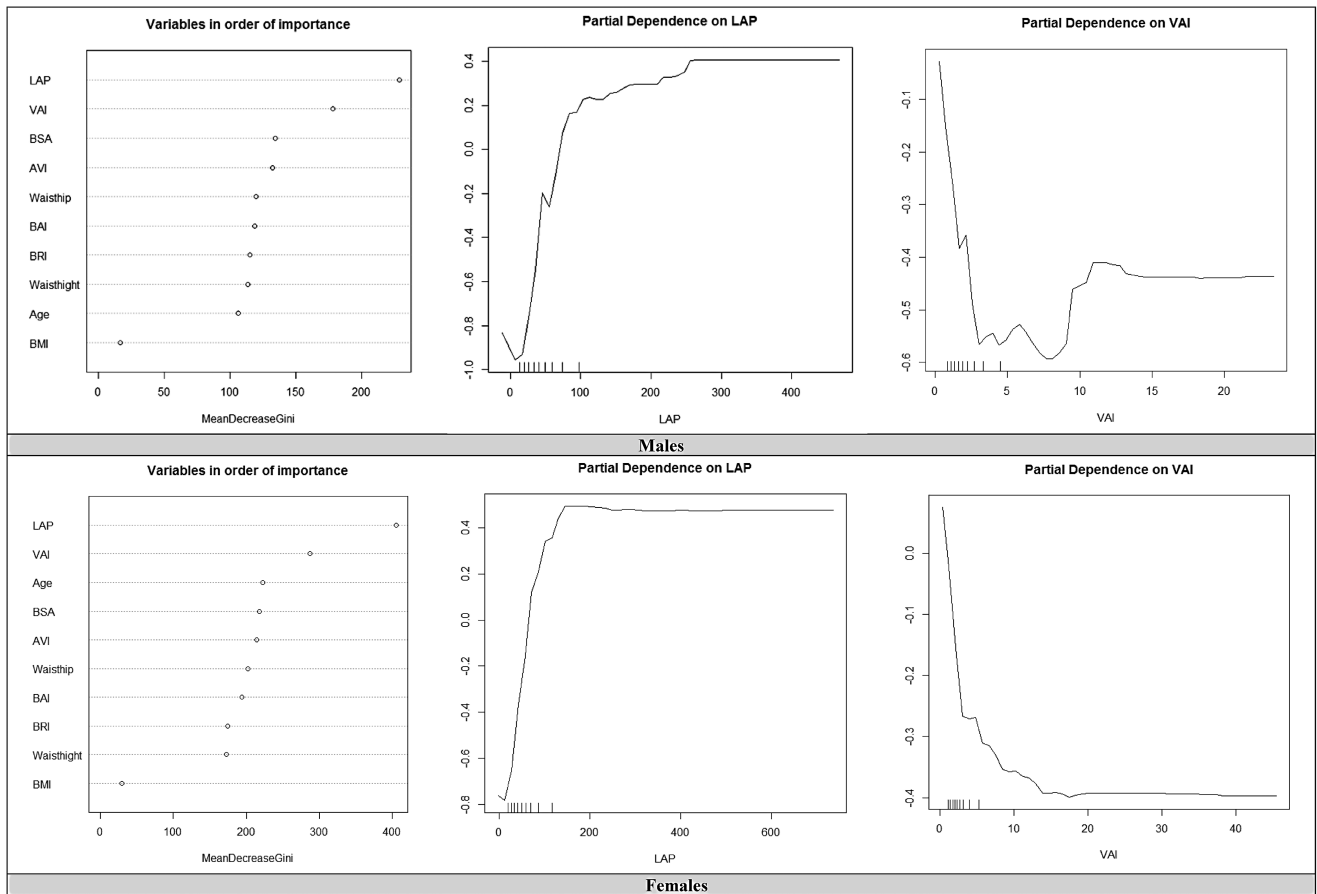 Variables in order of importance
LAP
VAI
BSA
AVI
Waisthip
BAI
BRI
Waisthight
Age
BMI
0 50 100 150 200
MeanDecreaseGini
Partial Dependence on LAP
0.4
0.2
0.0
-0.2
-0.4
-0.6
-0.8
-1.0
0 100 200 300 400
LAP
Partial Dependence on VAI
-0.1
-0.2
-0.3
-0.4
-0.5
-0.6
0 5 10 15 20
VAI
Males
Variables in order of importance
LAP
VAI
Age
BSA
AVI
Waisthip
BAI
BRI
Waisthight
BMI
0 100 200 300 400
MeanDecreaseGini
Partial Dependence on LAP
0.4
0.2
0.0
-0.2
-0.4
-0.6
-0.8
0 200 400 600
LAP
Partial Dependence on VAI
0.0
-0.1
-0.2
-0.3
-0.4
0 10 20 30 40
VAI
Females